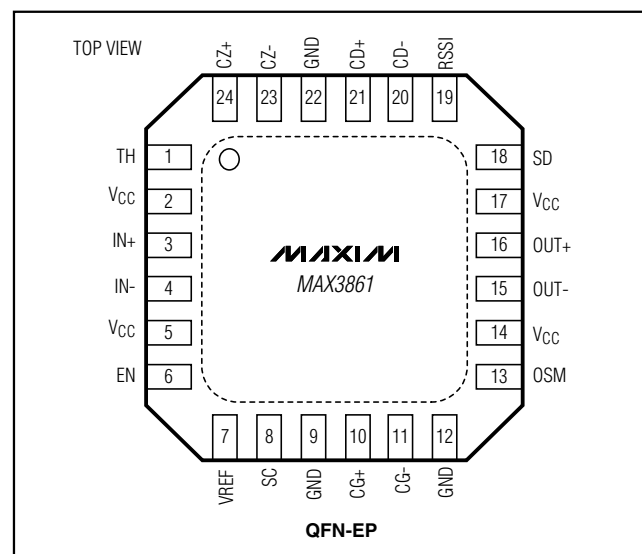 TOP VIEW
CZ+ CZ- GND CD+ CD- RSSI
24 23 22 21 20 19
TH 1 18 SD
VCC 2 17 VCC
IN+ 3 16 OUT+
MAXIM
MAX3861
IN- 4 15 OUT-
VCC 5 14 VCC
EN 6 13 OSM
7 8 9 10 11 12
VREF SC GND CG+ CG- GND
QFN-EP